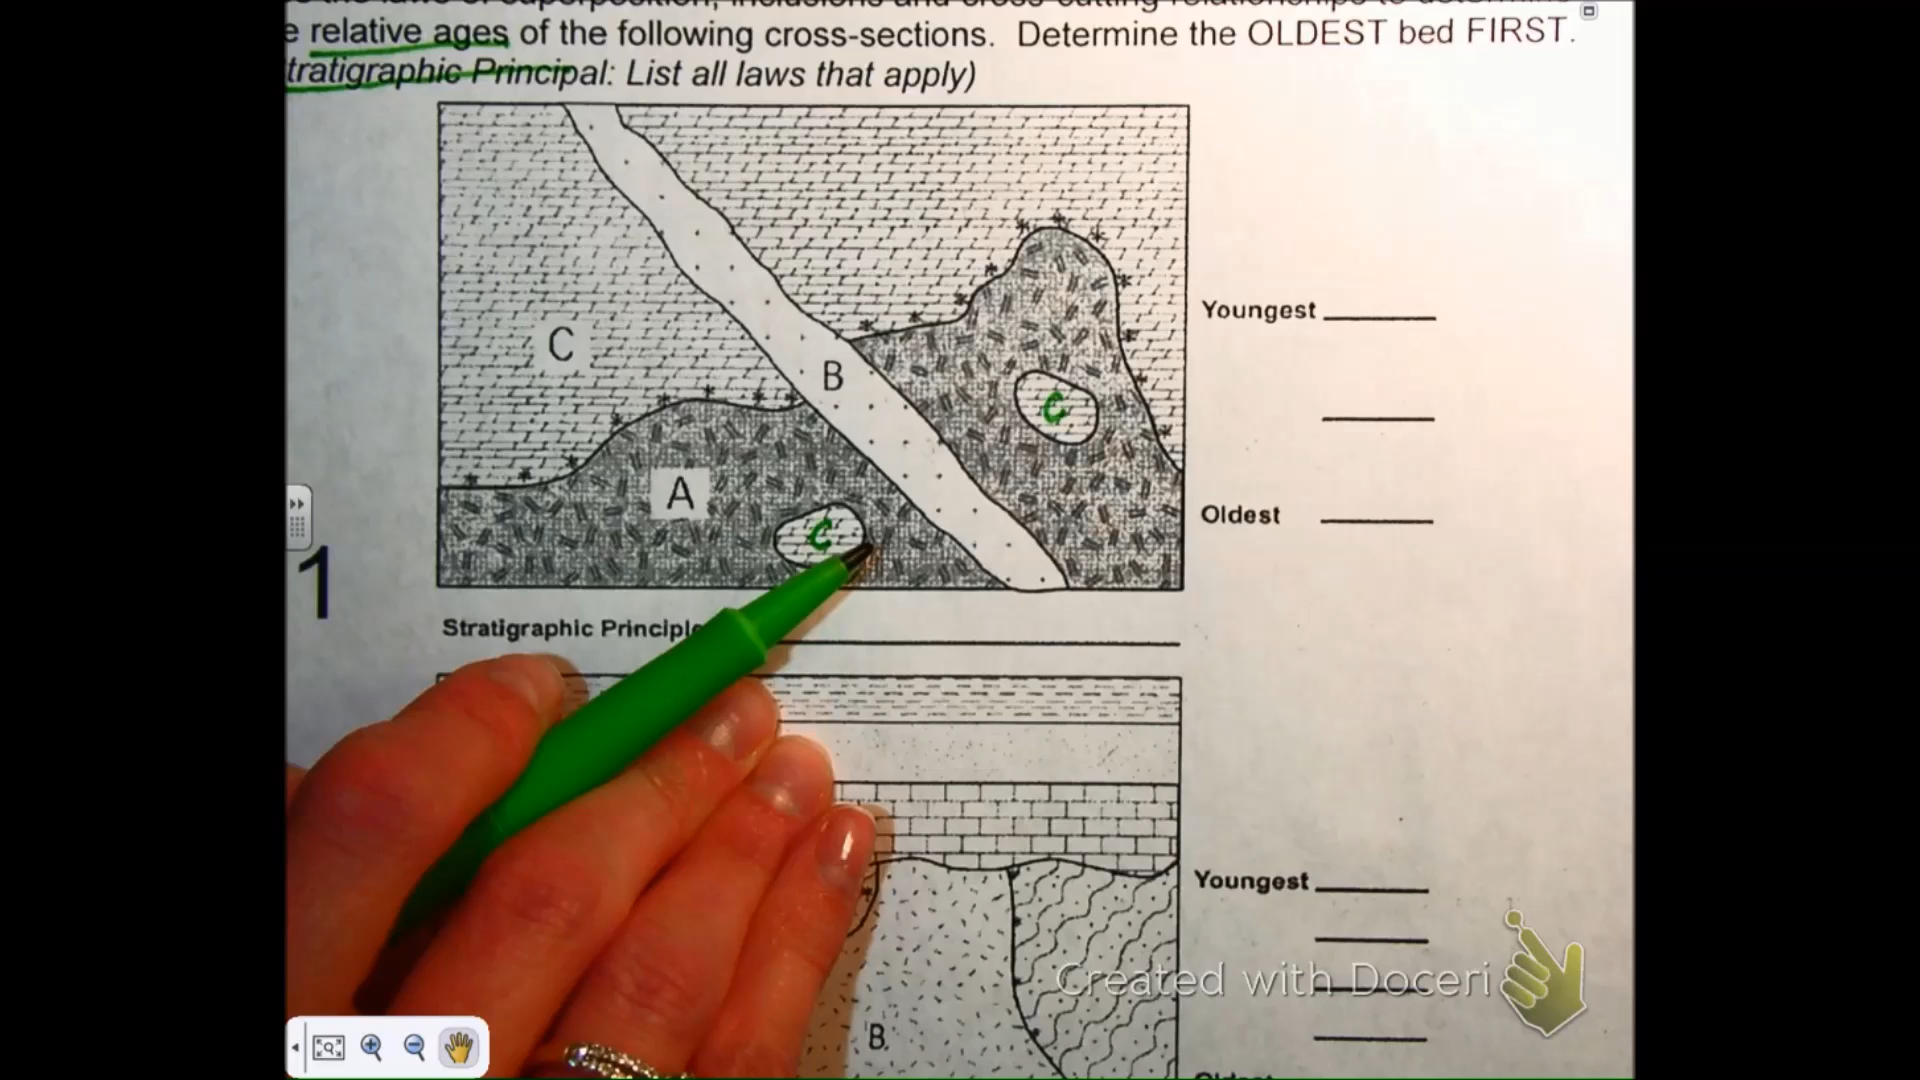 relative ages of the following cross-sections. Determine the OLDEST bed FIRST.
tratigraphic Principal: List all laws that apply)
C
B
C
A
C
Youngest
Oldest
1
Stratigraphic Principle
Youngest
B
Created with Doceri